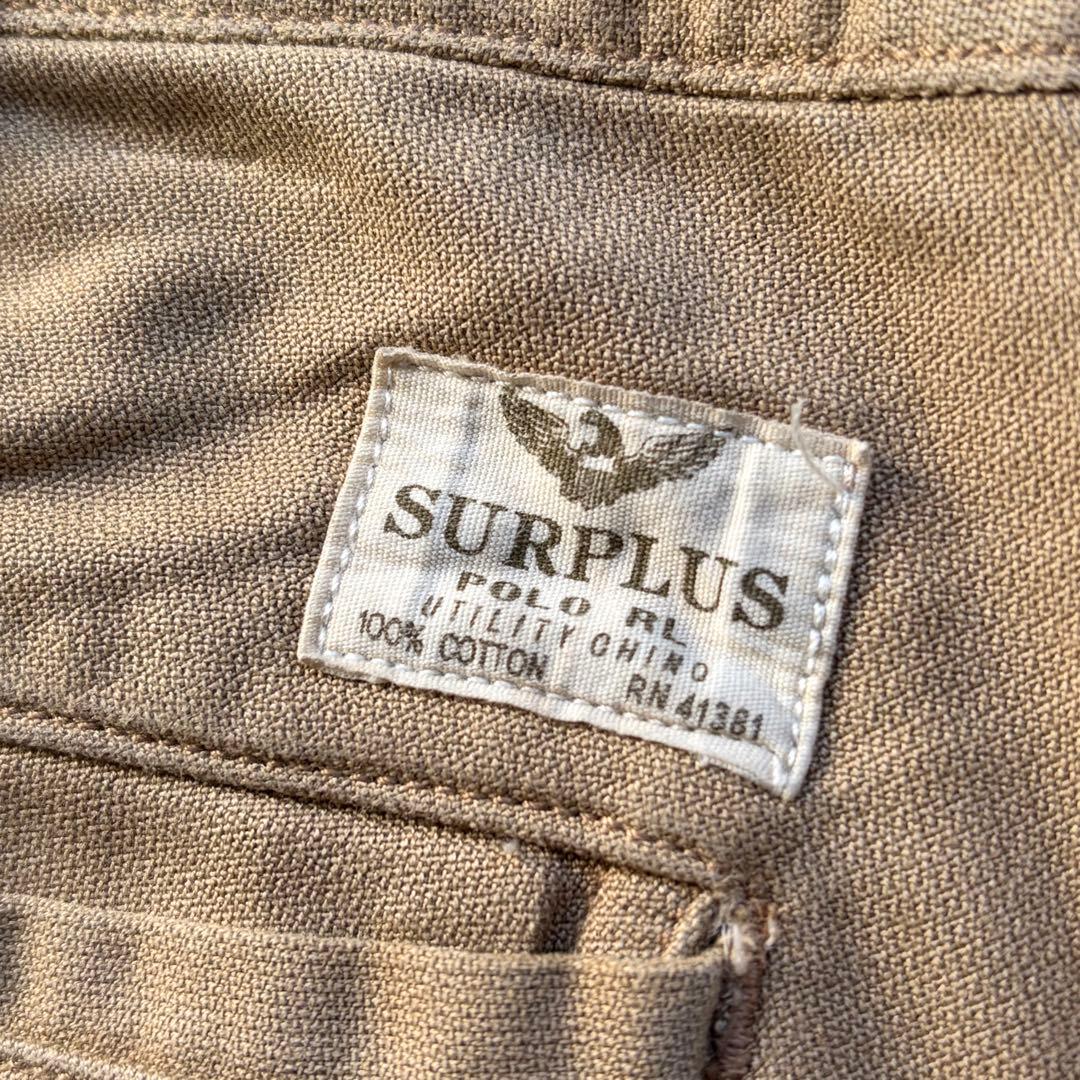 SURPLUS
POLO RL
UTILITY CHINO
100% COTTON RN 41381